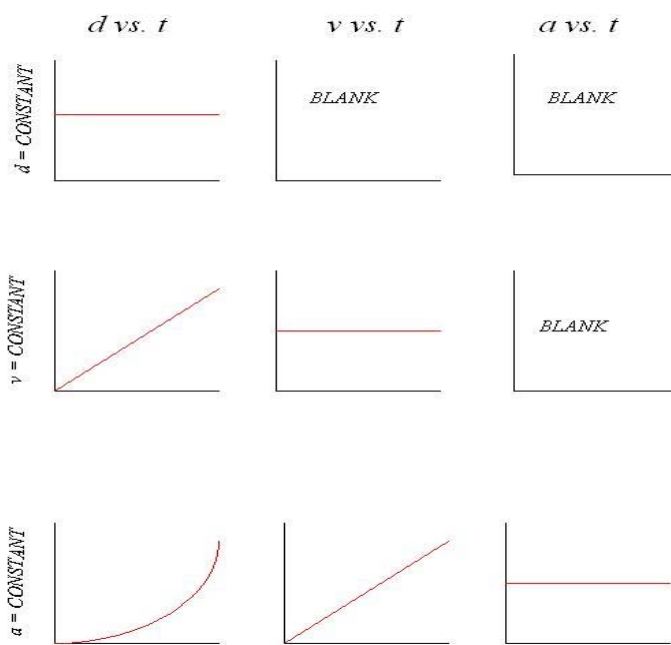 d vs. t
v vs. t
a vs. t
d = CONSTANT
BLANK
BLANK
v = CONSTANT
BLANK
a = CONSTANT